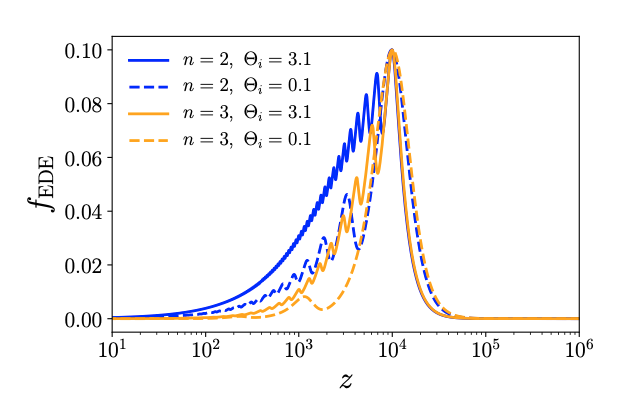 0.10
0.08
0.06
0.04
0.02
0.00
f_EDE
n = 2, Θ_i = 3.1
n = 2, Θ_i = 0.1
n = 3, Θ_i = 3.1
n = 3, Θ_i = 0.1
10^1 10^2 10^3 10^4 10^5 10^6
z